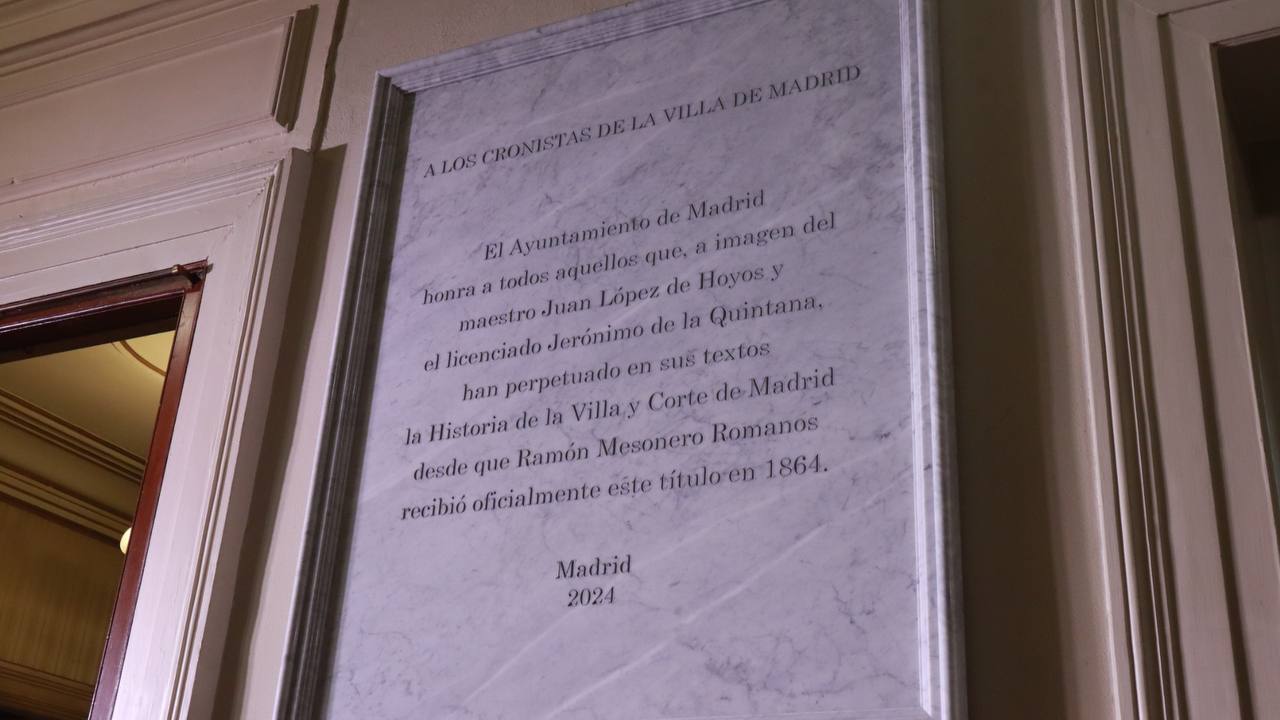 A LOS CRONISTAS DE LA VILLA DE MADRID
El Ayuntamiento de Madrid
honra a todos aquellos que, a imagen del
maestro Juan López de Hoyos y
el licenciado Jerónimo de la Quintana,
han perpetuado en sus textos
la Historia de la Villa y Corte de Madrid
desde que Ramón Mesonero Romanos
recibió oficialmente este título en 1864.
Madrid
2024